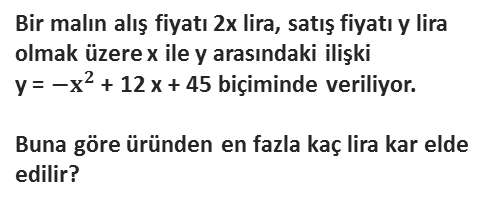 Bir malın alış fiyatı 2x lira, satış fiyatı y lira
olmak üzere x ile y arasındaki ilişki
y = −x² + 12 x + 45 biçiminde veriliyor.
Buna göre üründen en fazla kaç lira kar elde
edilir?